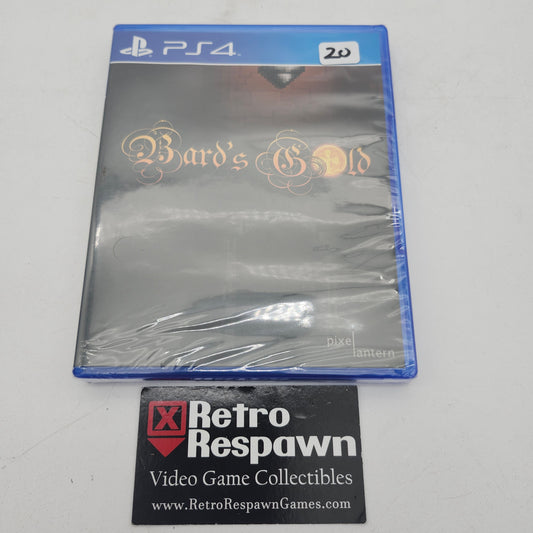 PS4
20
Bard's Gold
pixel
lantern
Retro
Respawn
Video Game Collectibles
www.RetroRespawnGames.com